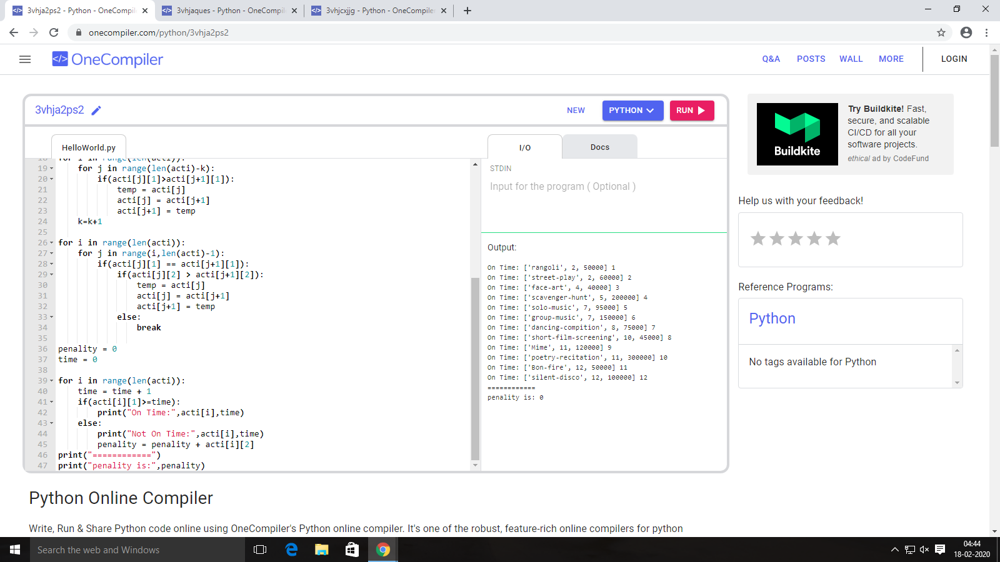 3vhja2ps2 - Python - OneCompil
3vhjaques - Python - OneCompil
3vhjcxjjg - Python - OneCompile
onecompiler.com/python/3vhja2ps2
</> OneCompiler
Q&A POSTS WALL MORE LOGIN
3vhja2ps2
NEW PYTHON RUN
HelloWorld.py
18 for i in range(len(acti)):
19 for j in range(len(acti)-k):
20 if(acti[j][1]>acti[j+1][1]):
21 temp = acti[j]
22 acti[j] = acti[j+1]
23 acti[j+1] = temp
24 k=k+1
25
26 for i in range(len(acti)):
27 for j in range(i,len(acti)-1):
28 if(acti[j][1] == acti[j+1][1]):
29 if(acti[j][2] > acti[j+1][2]):
30 temp = acti[j]
31 acti[j] = acti[j+1]
32 acti[j+1] = temp
33 else:
34 break
35
36 penality = 0
37 time = 0
38
39 for i in range(len(acti)):
40 time = time + 1
41 if(acti[i][1]>=time):
42 print("On Time:",acti[i],time)
43 else:
44 print("Not On Time:",acti[i],time)
45 penality = penality + acti[i][2]
46 print("============")
47 print("penality is:",penality)
I/O Docs
STDIN
Input for the program ( Optional )
Output:
On Time: ['rangoli', 2, 50000] 1
On Time: ['street-play', 2, 60000] 2
On Time: ['face-art', 4, 40000] 3
On Time: ['scavenger-hunt', 5, 200000] 4
On Time: ['solo-music', 7, 95000] 5
On Time: ['group-music', 7, 150000] 6
On Time: ['dancing-compition', 8, 75000] 7
On Time: ['short-film-screening', 10, 45000] 8
On Time: ['Mime', 11, 120000] 9
On Time: ['poetry-recitation', 11, 300000] 10
On Time: ['Bon-fire', 12, 50000] 11
On Time: ['silent-disco', 12, 100000] 12
============
penality is: 0
Buildkite
Try Buildkite! Fast,
secure, and scalable
CI/CD for all your
software projects.
ethical ad by CodeFund
Help us with your feedback!
Reference Programs:
Python
No tags available for Python
Python Online Compiler
Write, Run & Share Python code online using OneCompiler's Python online compiler. It's one of the robust, feature-rich online compilers for python
Search the web and Windows
04:44
18-02-2020